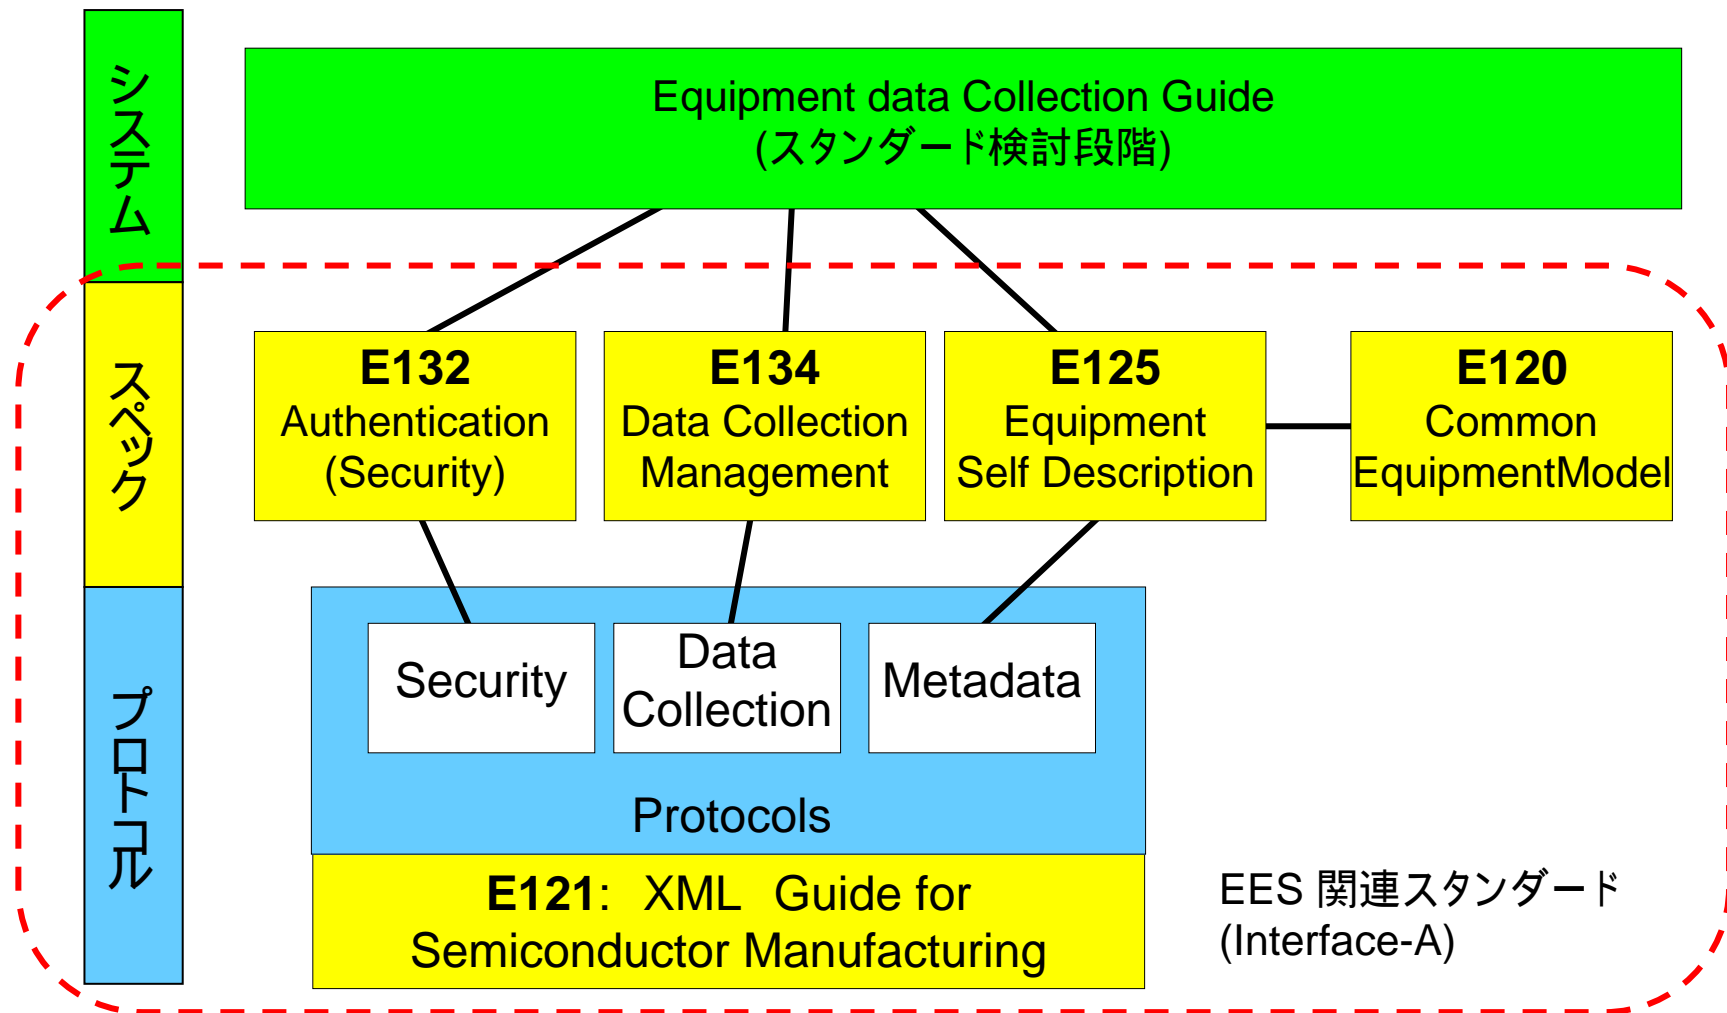 システム
Equipment data Collection Guide
(スタンダード検討段階)
スペック
E132
Authentication
(Security)
E134
Data Collection
Management
E125
Equipment
Self Description
E120
Common
EquipmentModel
プロトコル
Security
Data
Collection
Metadata
Protocols
E121: XML Guide for
Semiconductor Manufacturing
EES 関連スタンダード
(Interface-A)